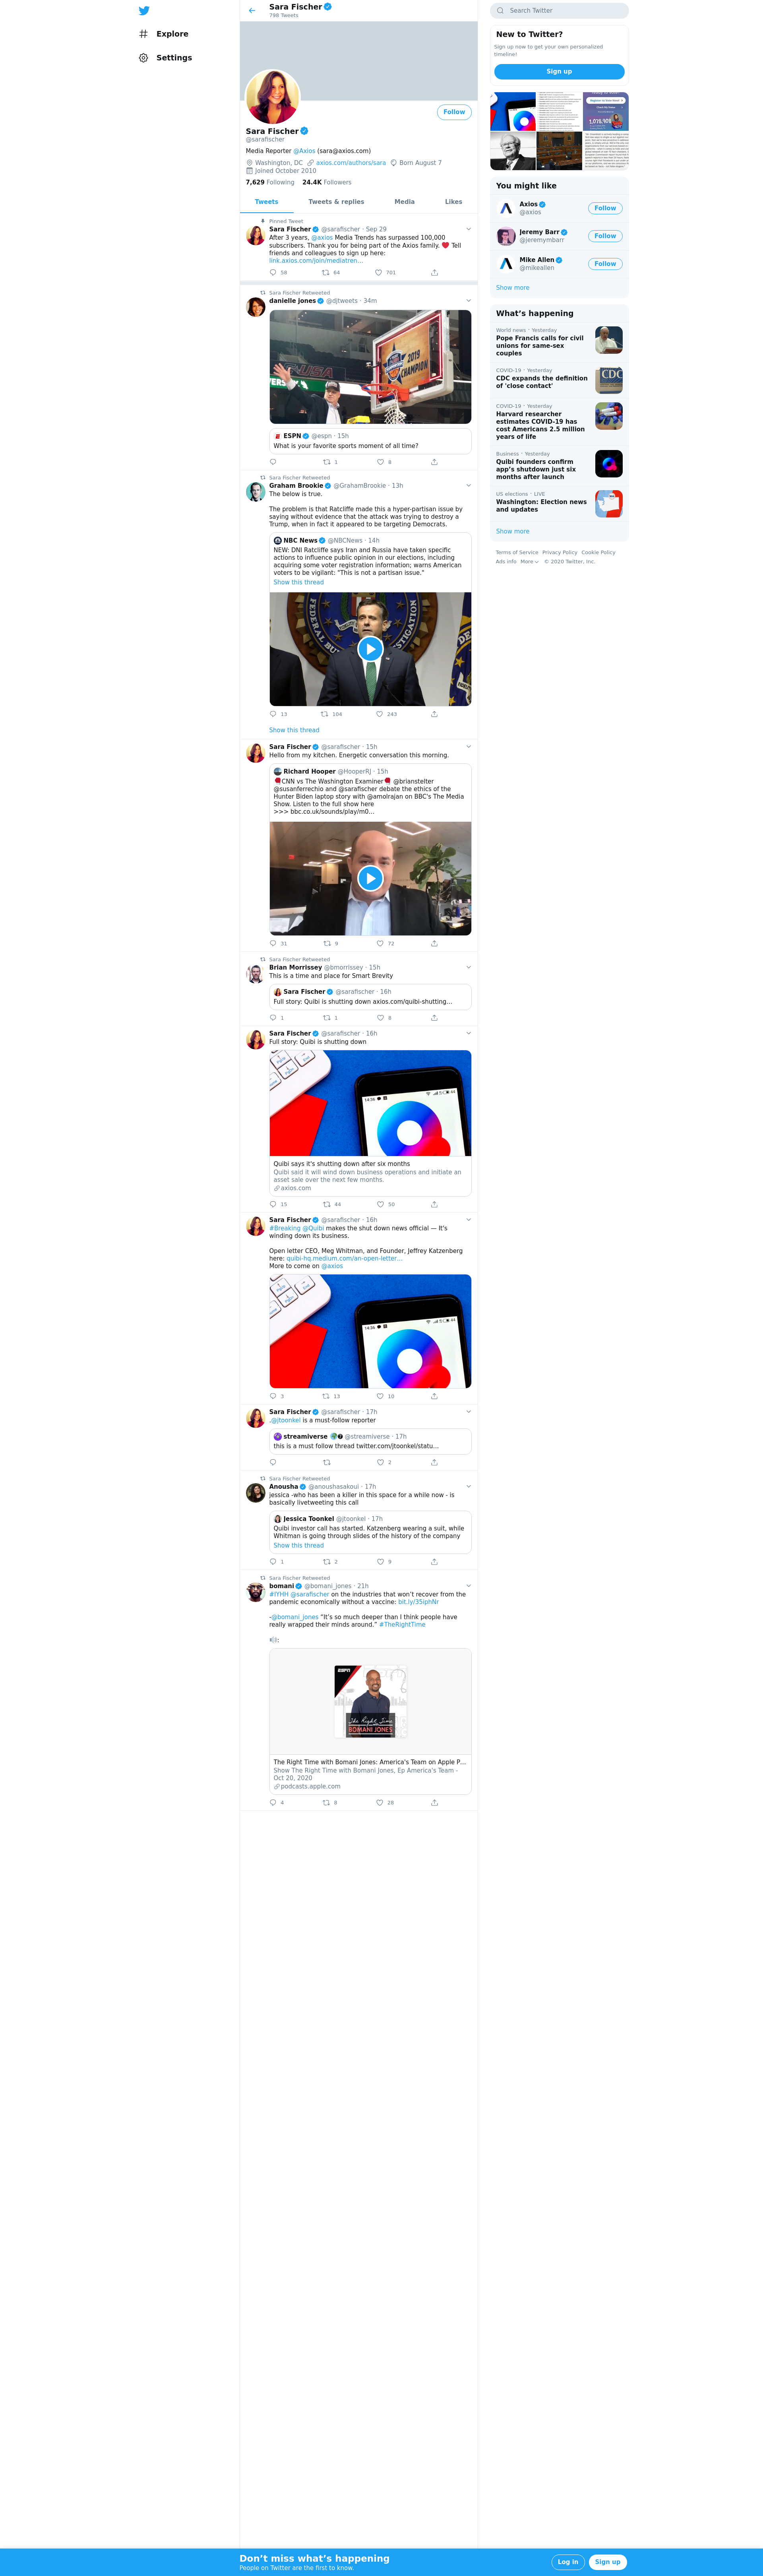 Explore
Settings
Sara Fischer
798 Tweets
Follow
Sara Fischer
@sarafischer
Media Reporter @Axios (sara@axios.com)
Washington, DC axios.com/authors/sara Born August 7
Joined October 2010
7,629 Following 24.4K Followers
Tweets Tweets & replies Media Likes
Pinned Tweet
Sara Fischer @sarafischer · Sep 29
After 3 years, @axios Media Trends has surpassed 100,000
subscribers. Thank you for being part of the Axios family. ❤️ Tell
friends and colleagues to sign up here:
link.axios.com/join/mediatren…
58 64 701
Sara Fischer Retweeted
danielle jones @djtweets · 34m
2019
CHAMPION
ESPN @espn · 15h
What is your favorite sports moment of all time?
1 8
Sara Fischer Retweeted
Graham Brookie @GrahamBrookie · 13h
The below is true.
The problem is that Ratcliffe made this a hyper-partisan issue by
saying without evidence that the attack was trying to destroy a
Trump, when in fact it appeared to be targeting Democrats.
NBC News @NBCNews · 14h
NEW: DNI Ratcliffe says Iran and Russia have taken specific
actions to influence public opinion in our elections, including
acquiring some voter registration information; warns American
voters to be vigilant: "This is not a partisan issue."
Show this thread
13 104 243
Show this thread
Sara Fischer @sarafischer · 15h
Hello from my kitchen. Energetic conversation this morning.
Richard Hooper @HooperRJ · 15h
🥊CNN vs The Washington Examiner🥊 @brianstelter
@susanferrechio and @sarafischer debate the ethics of the
Hunter Biden laptop story with @amolrajan on BBC's The Media
Show. Listen to the full show here
>>> bbc.co.uk/sounds/play/m0…
31 9 72
Sara Fischer Retweeted
Brian Morrissey @bmorrissey · 15h
This is a time and place for Smart Brevity
Sara Fischer @sarafischer · 16h
Full story: Quibi is shutting down axios.com/quibi-shutting…
1 1 8
Sara Fischer @sarafischer · 16h
Full story: Quibi is shutting down
Quibi says it's shutting down after six months
Quibi said it will wind down business operations and initiate an
asset sale over the next few months.
axios.com
15 44 50
Sara Fischer @sarafischer · 16h
#Breaking @Quibi makes the shut down news official — It's
winding down its business.
Open letter CEO, Meg Whitman, and Founder, Jeffrey Katzenberg
here: quibi-hq.medium.com/an-open-letter…
More to come on @axios
3 13 10
Sara Fischer @sarafischer · 17h
.@jtoonkel is a must-follow reporter
streamiverse @streamiverse · 17h
this is a must follow thread twitter.com/jtoonkel/statu…
2
Sara Fischer Retweeted
Anousha @anoushasakoui · 17h
jessica -who has been a killer in this space for a while now - is
basically livetweeting this call
Jessica Toonkel @jtoonkel · 17h
Quibi investor call has started. Katzenberg wearing a suit, while
Whitman is going through slides of the history of the company
Show this thread
1 2 9
Sara Fischer Retweeted
bomani @bomani_jones · 21h
#IYHH @sarafischer on the industries that won't recover from the
pandemic economically without a vaccine: bit.ly/35iphNr
-@bomani_jones "It's so much deeper than I think people have
really wrapped their minds around." #TheRightTime
ESPN
The Right Time
BOMANI JONES
The Right Time with Bomani Jones: America's Team on Apple P…
Show The Right Time with Bomani Jones, Ep America's Team -
Oct 20, 2020
podcasts.apple.com
4 8 28
Search Twitter
New to Twitter?
Sign up now to get your own personalized
timeline!
Sign up
You might like
Axios
@axios
Follow
Jeremy Barr
@jeremymbarr
Follow
Mike Allen
@mikeallen
Follow
Show more
What's happening
World news · Yesterday
Pope Francis calls for civil
unions for same-sex
couples
COVID-19 · Yesterday
CDC expands the definition
of 'close contact'
CDC
COVID-19 · Yesterday
Harvard researcher
estimates COVID-19 has
cost Americans 2.5 million
years of life
Business · Yesterday
Quibi founders confirm
app's shutdown just six
months after launch
US elections · LIVE
Washington: Election news
and updates
Show more
Terms of Service Privacy Policy Cookie Policy
Ads info More © 2020 Twitter, Inc.
Don't miss what's happening
People on Twitter are the first to know.
Log in
Sign up